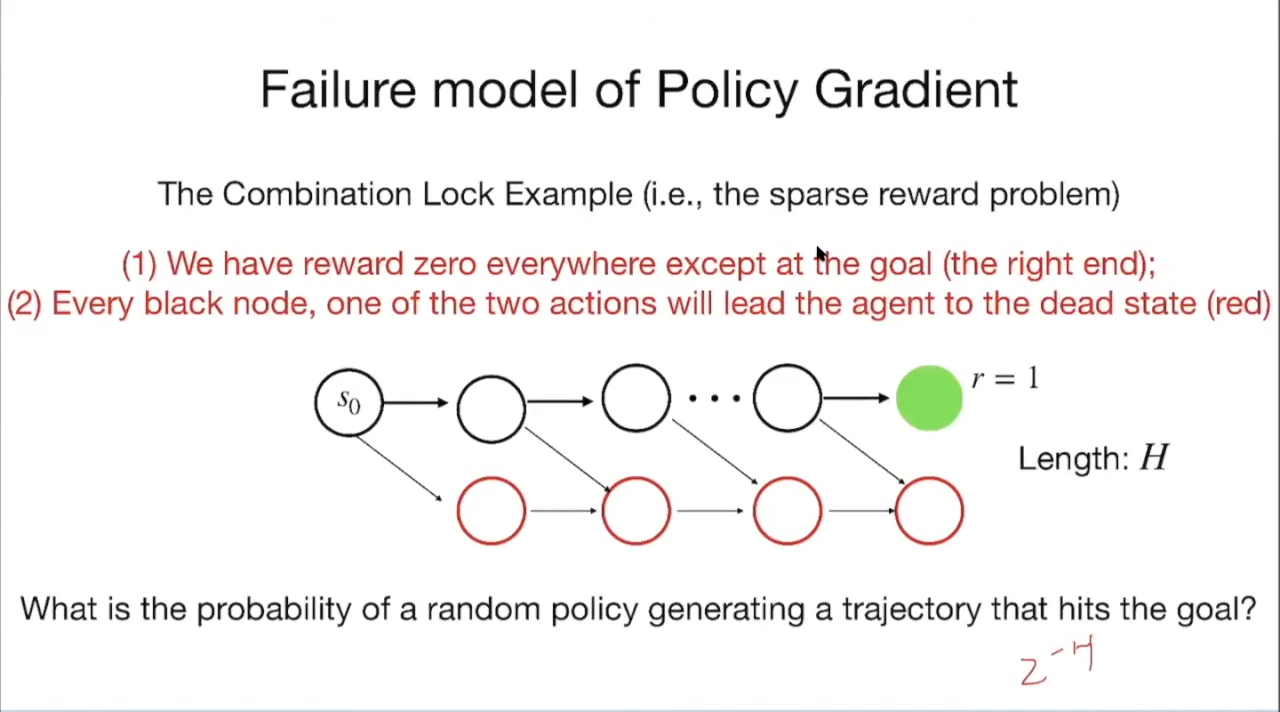 Failure model of Policy Gradient
The Combination Lock Example (i.e., the sparse reward problem)
(1) We have reward zero everywhere except at the goal (the right end);
(2) Every black node, one of the two actions will lead the agent to the dead state (red)
s₀
r = 1
Length: H
What is the probability of a random policy generating a trajectory that hits the goal?
2⁻ᴴ